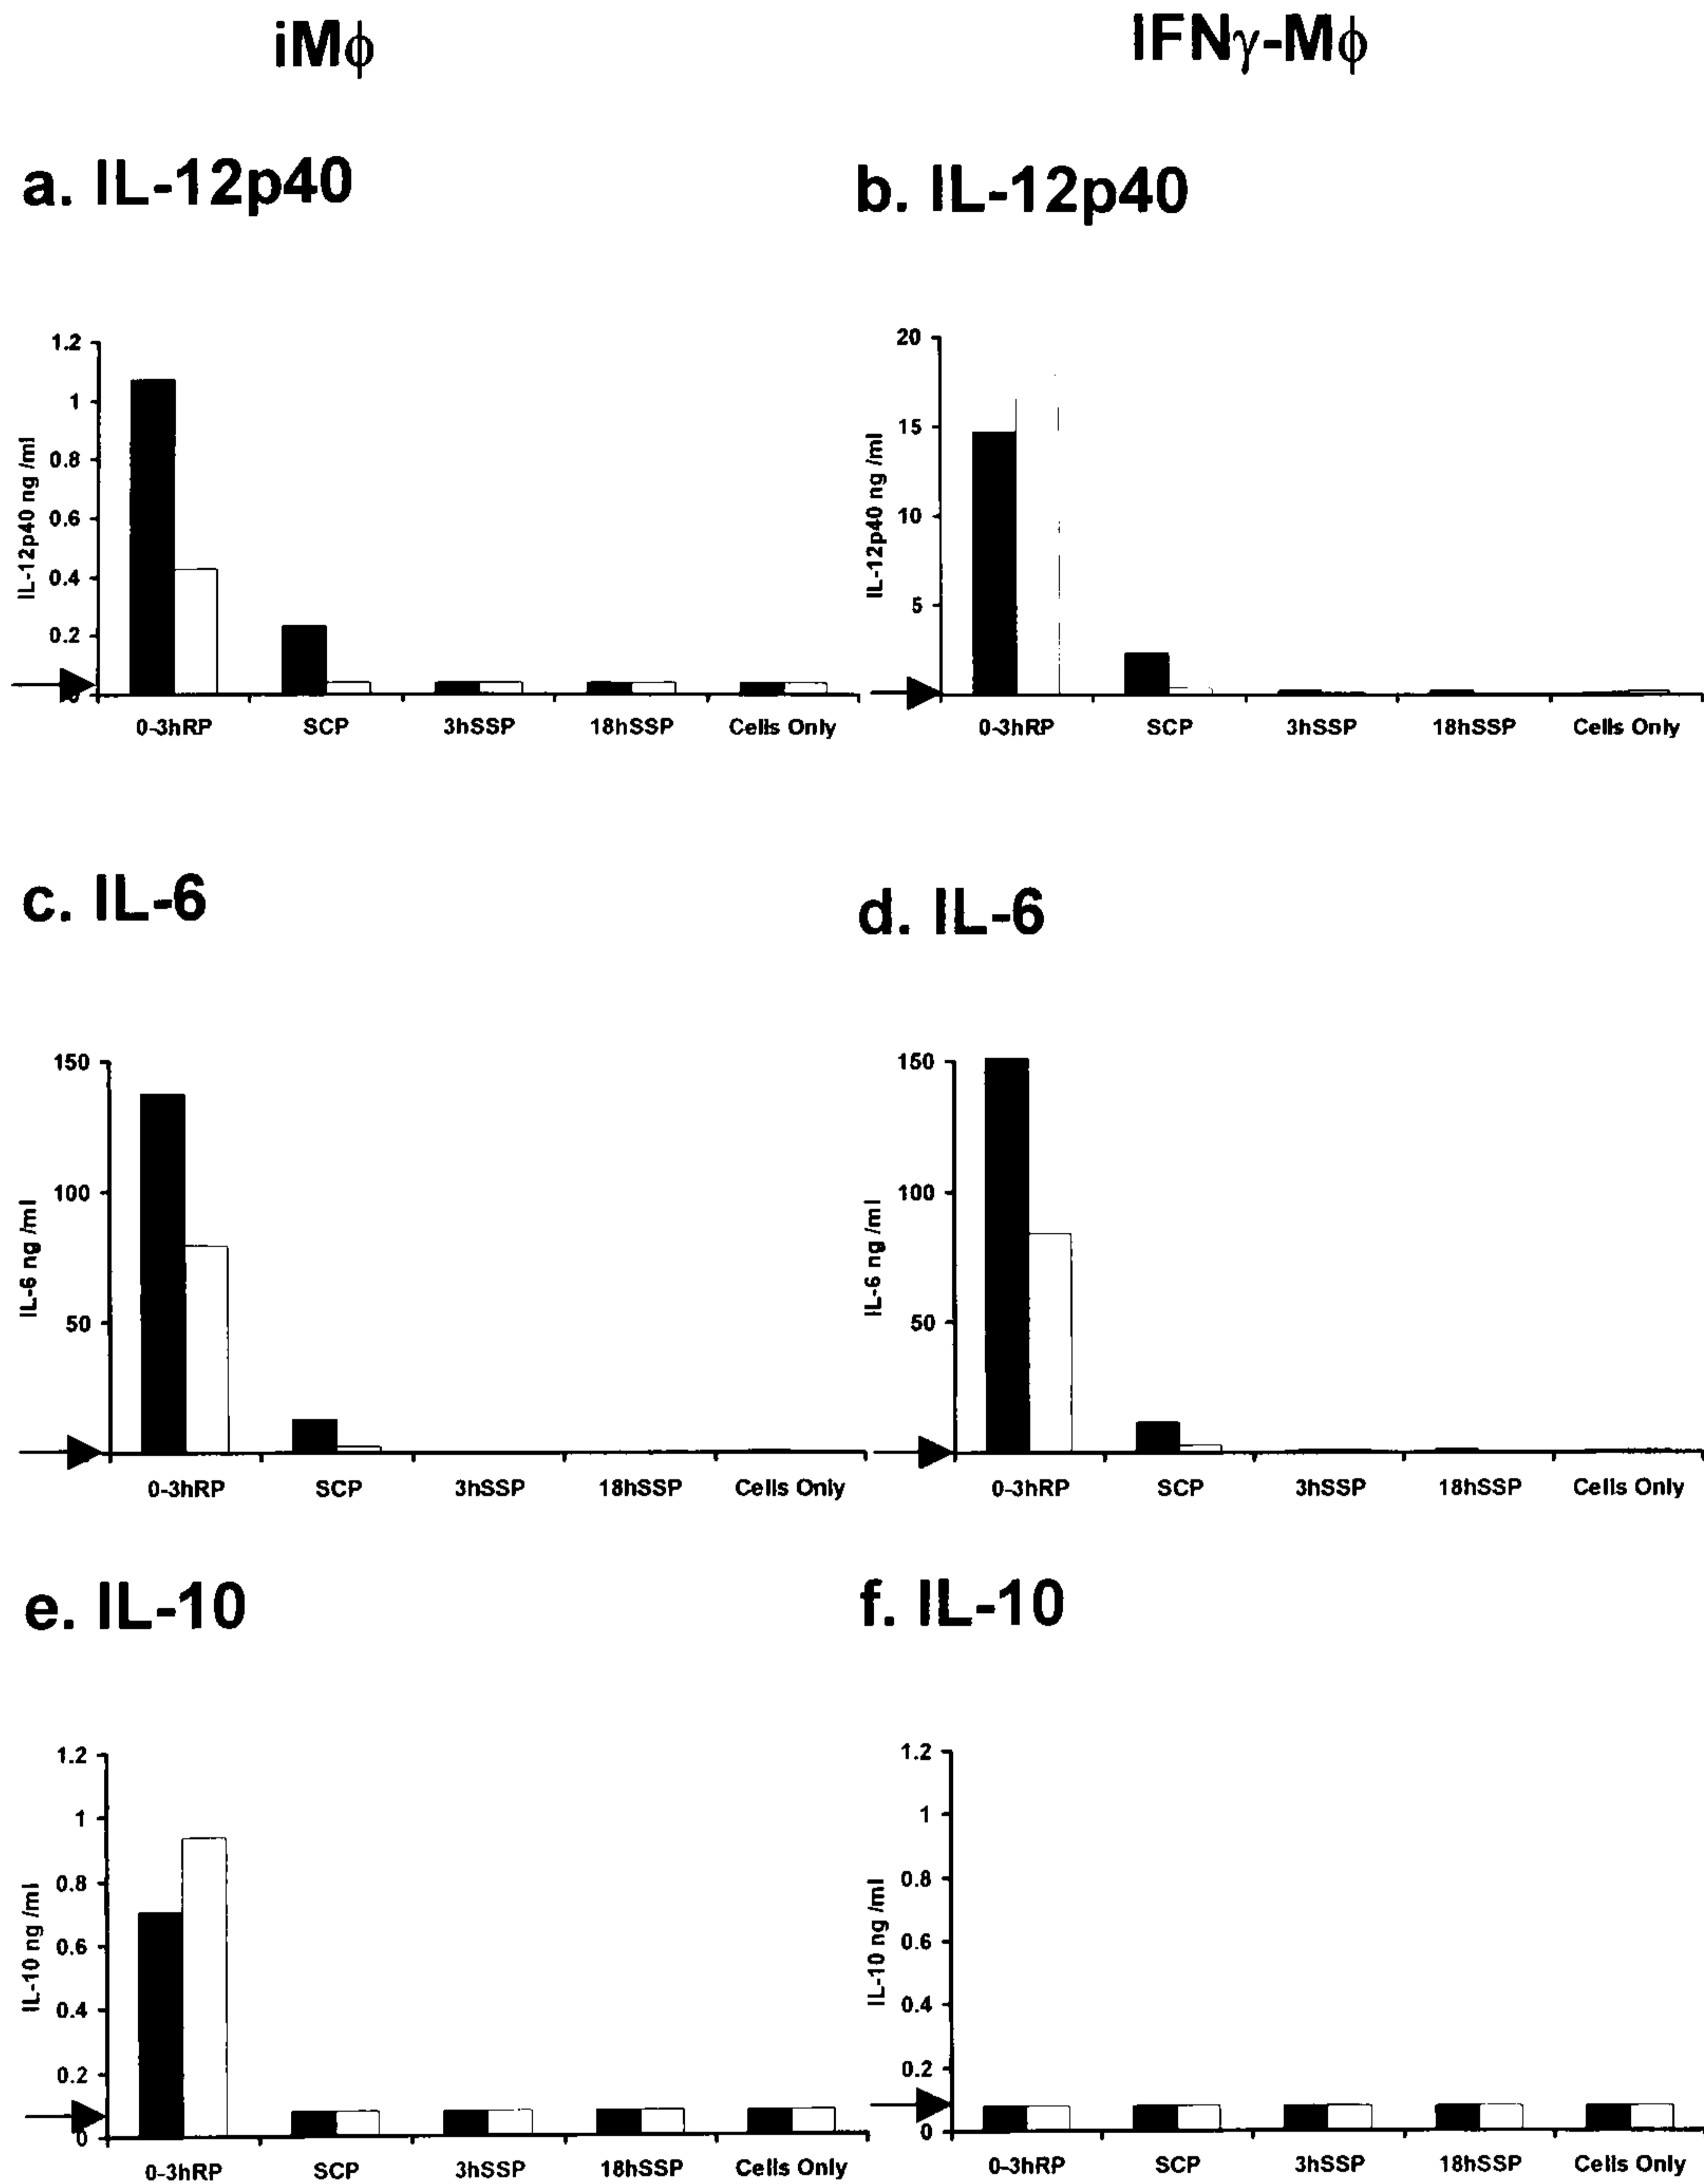 iMϕ
IFNγ-Mϕ
a. IL-12p40
b. IL-12p40
IL-12p40 ng /ml
1.2
1
0.8
0.6
0.4
0.2
0-3hRP SCP 3hSSP 18hSSP Cells Only
IL-12p40 ng /ml
20
15
10
5
0-3hRP SCP 3hSSP 18hSSP Cells Only
c. IL-6
d. IL-6
IL-6 ng /ml
150
100
50
0-3hRP SCP 3hSSP 18hSSP Cells Only
IL-6 ng /ml
150
100
50
0-3hRP SCP 3hSSP 18hSSP Cells Only
e. IL-10
f. IL-10
IL-10 ng /ml
1.2
1
0.8
0.6
0.4
0.2
0
0-3hRP SCP 3hSSP 18hSSP Cells Only
IL-10 ng /ml
1.2
1
0.8
0.6
0.4
0.2
0
0-3hRP SCP 3hSSP 18hSSP Cells Only